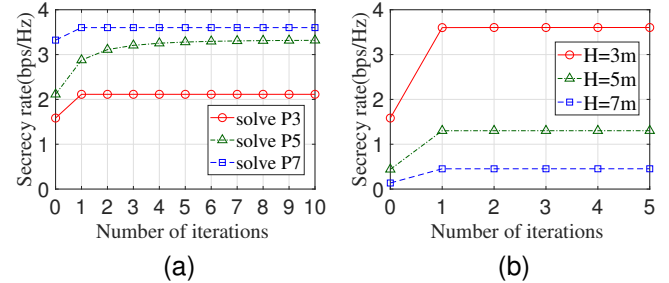 Secrecy rate(bps/Hz)
4
3
2
1
0
solve P3
solve P5
solve P7
0 1 2 3 4 5 6 7 8 9 10
Number of iterations
(a)
Secrecy rate(bps/Hz)
4
3
2
1
0
H=3m
H=5m
H=7m
0 1 2 3 4 5
Number of iterations
(b)